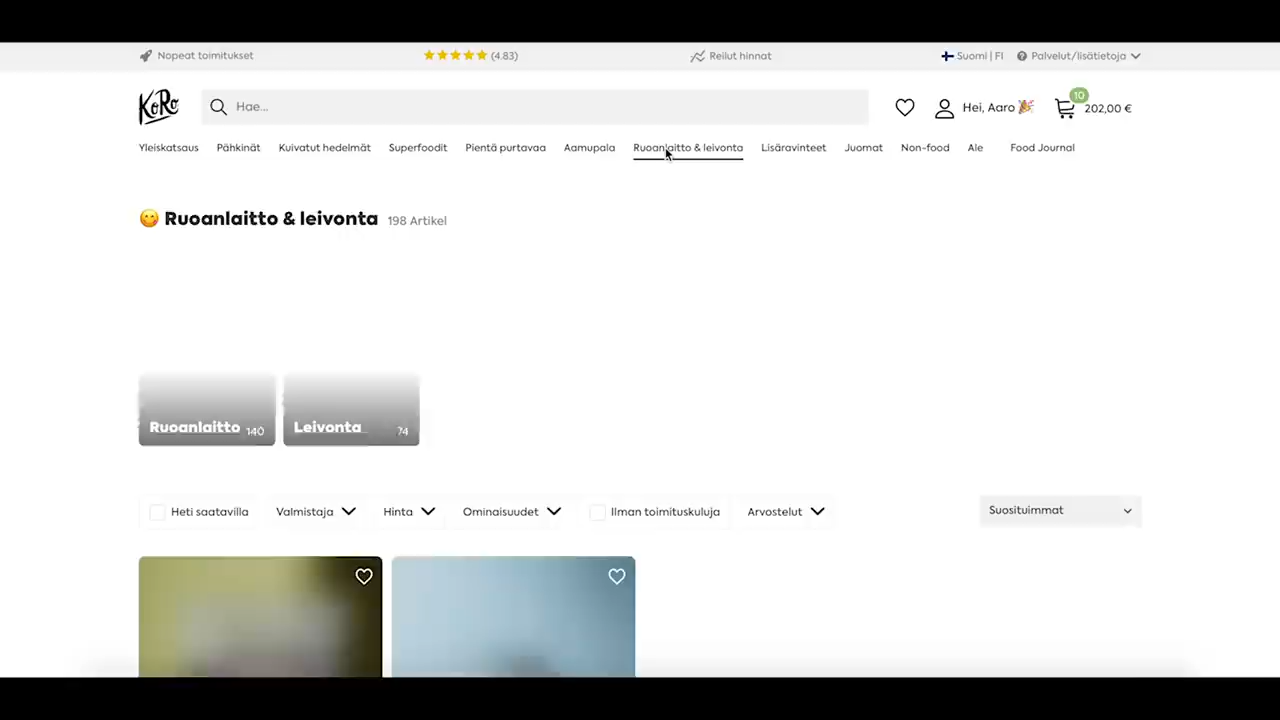 Nopeat toimitukset
(4.83)
Reilut hinnat
Suomi | FI
Palvelut/lisätietoja
KoRo
Hae...
Hei, Aaro 🎉
10
202,00 €
Yleiskatsaus
Pähkinät
Kuivatut hedelmät
Superfoodit
Pientä purtavaa
Aamupala
Ruoanlaitto & leivonta
Lisäravinteet
Juomat
Non-food
Ale
Food Journal
😋 Ruoanlaitto & leivonta 198 Artikel
Ruoanlaitto 140
Leivonta 74
Heti saatavilla
Valmistaja
Hinta
Ominaisuudet
Ilman toimituskuluja
Arvostelut
Suosituimmat